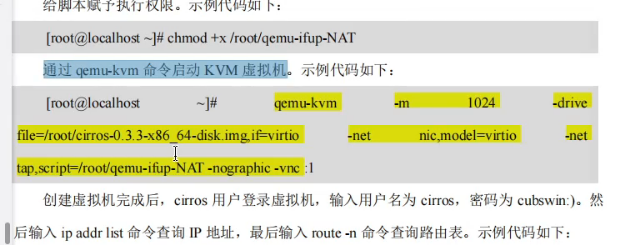 给脚本赋予执行权限。示例代码如下：
[root@localhost ~]# chmod +x /root/qemu-ifup-NAT
通过 qemu-kvm 命令启动 KVM 虚拟机。示例代码如下：
[root@localhost ~]# qemu-kvm -m 1024 -drive
file=/root/cirros-0.3.3-x86_64-disk.img,if=virtio -net nic,model=virtio -net
tap,script=/root/qemu-ifup-NAT -nographic -vnc :1
创建虚拟机完成后，cirros 用户登录虚拟机，输入用户名为 cirros，密码为 cubswin:)。然
后输入 ip addr list 命令查询 IP 地址，最后输入 route -n 命令查询路由表。示例代码如下：